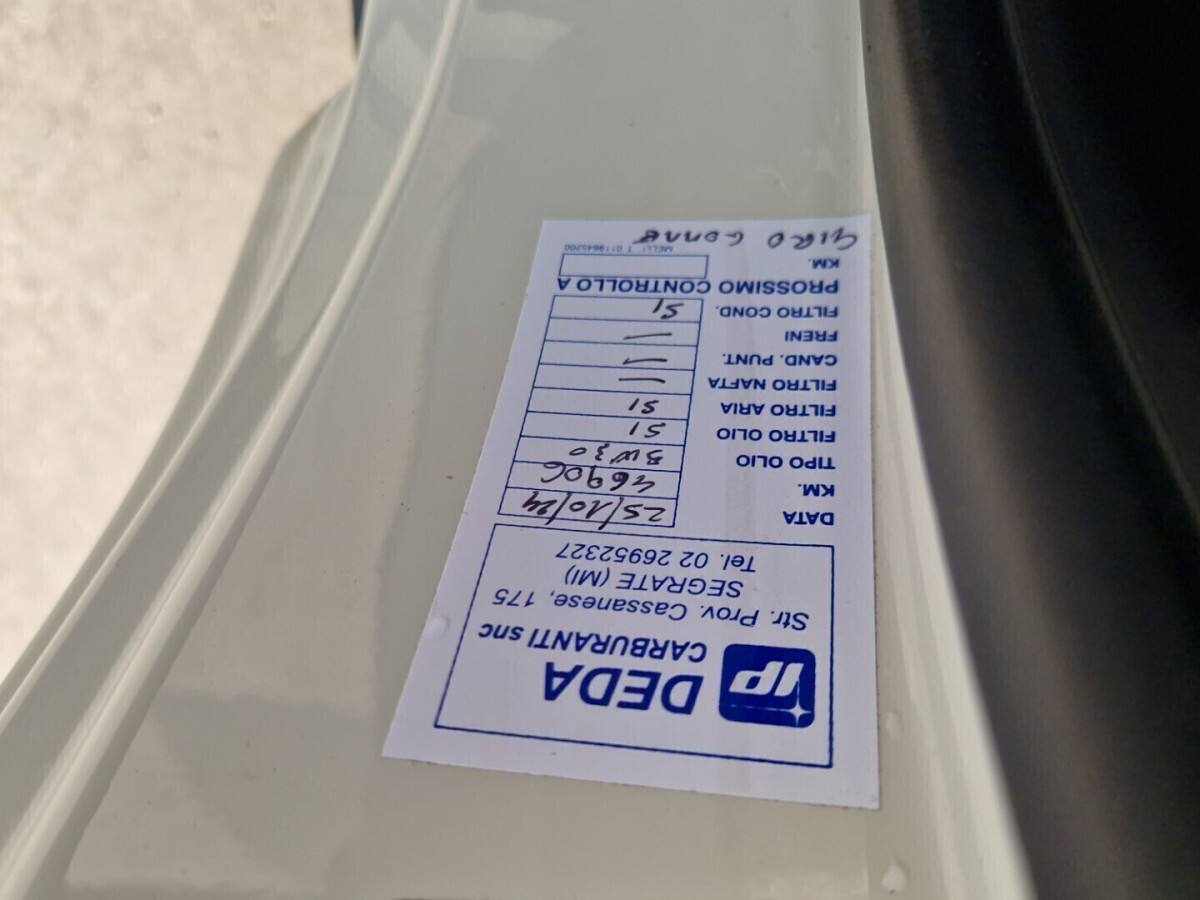 IP
DEDA
CARBURANTI snc
Str. Prov. Cassanese, 175
SEGRATE (MI)
Tel. 02 26952327
DATA 25/10/24
KM. 46906
TIPO OLIO 5W30
FILTRO OLIO SI
FILTRO ARIA SI
FILTRO NAFTA —
CAND. PUNT. —
FRENI —
FILTRO COND. SI
PROSSIMO CONTROLLO A
KM.
GIRO GOMME